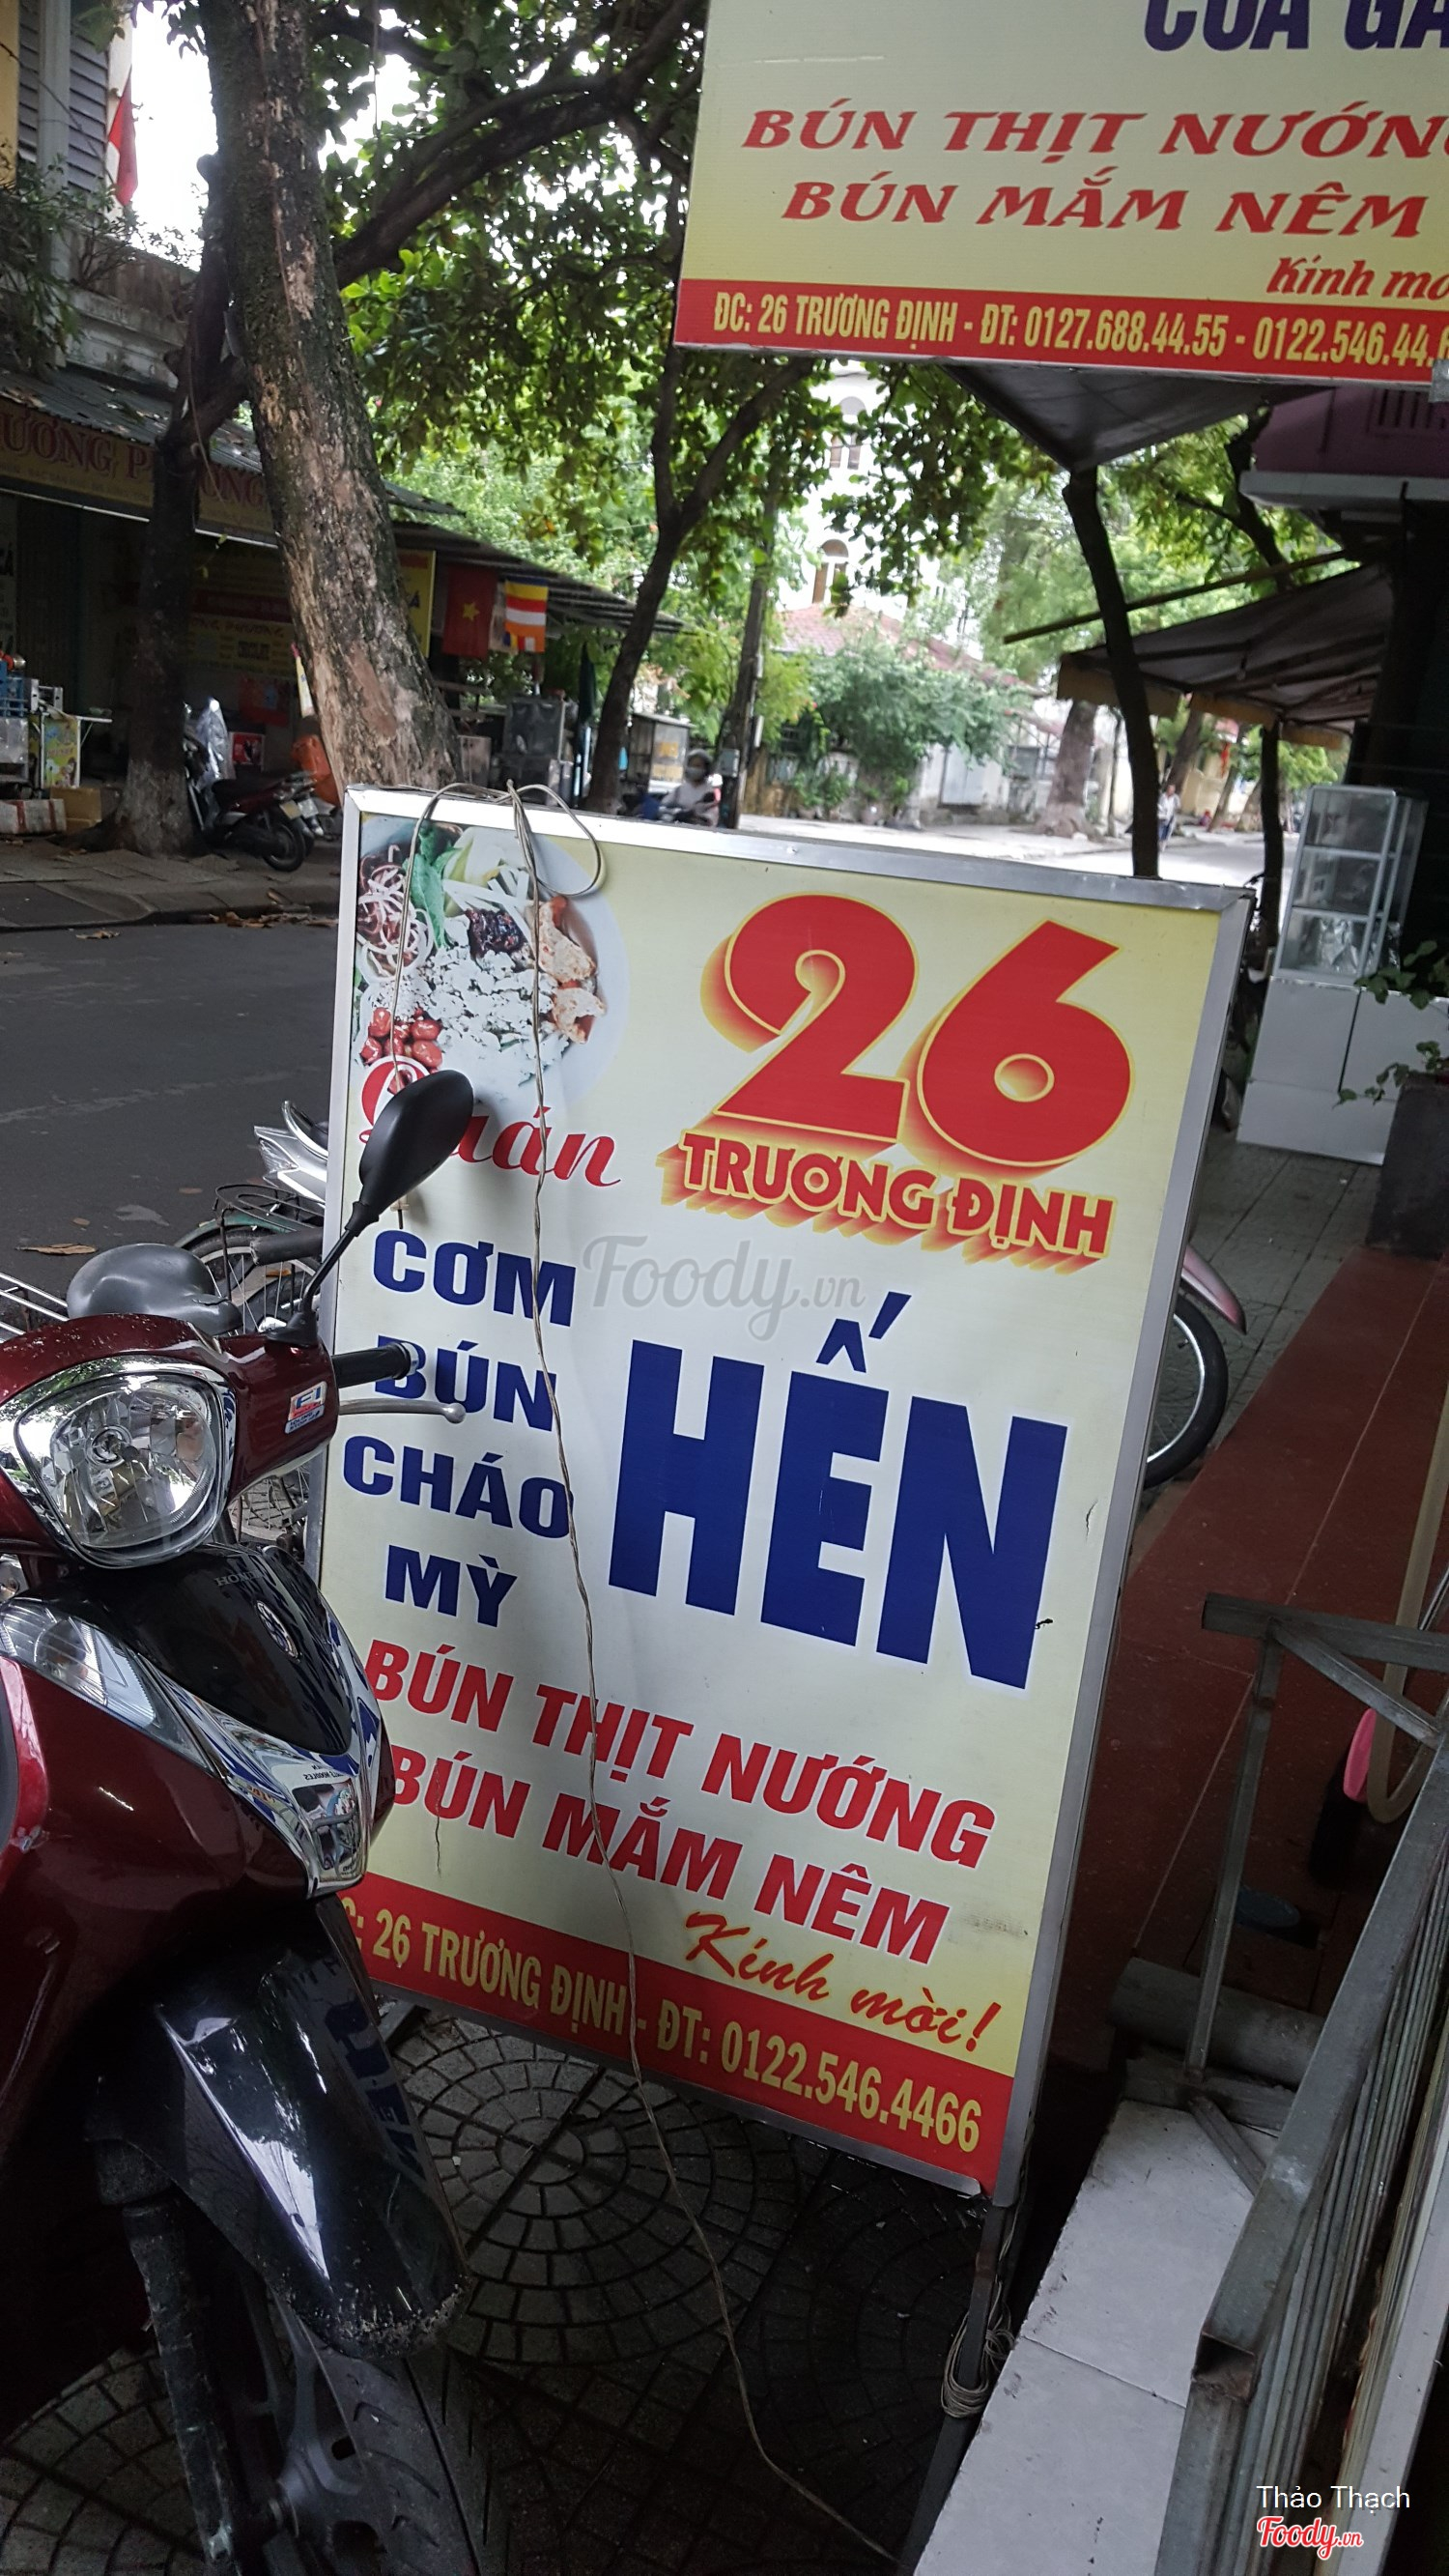 BÚN THỊT NƯỚNG
BÚN MẮM NÊM
Kính mờ
ĐC: 26 TRƯƠNG ĐỊNH - ĐT: 0127.688.44.55 - 0122.546.44.
26
TRƯƠNG ĐỊNH
Quán
CƠM
BÚN
CHÁO
MỲ
HẾN
BÚN THỊT NƯỚNG
BÚN MẮM NÊM
Kính mời!
C: 26 TRƯƠNG ĐỊNH - ĐT: 0122.546.4466
Foody.vn
HONDA
Thảo Thạch
Foody.vn